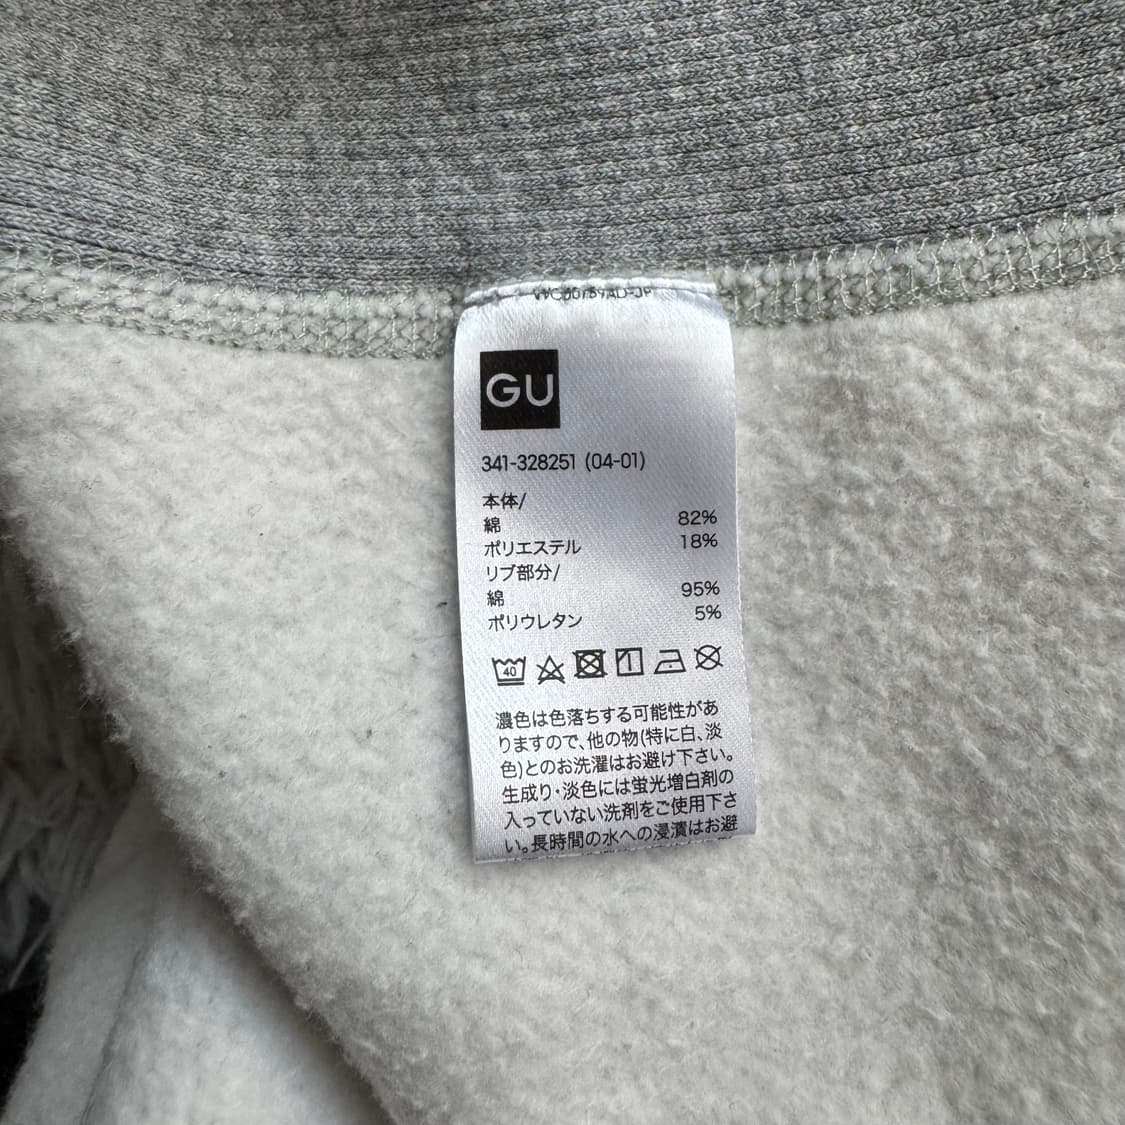 GU
341-328251 (04-01)
本体/
綿 82%
ポリエステル 18%
リブ部分/
綿 95%
ポリウレタン 5%
40
濃色は色落ちする可能性があ
りますので、他の物(特に白、淡
色)とのお洗濯はお避け下さい。
生成り・淡色には蛍光増白剤の
入っていない洗剤をご使用下さ
い。長時間の水への浸漬はお避